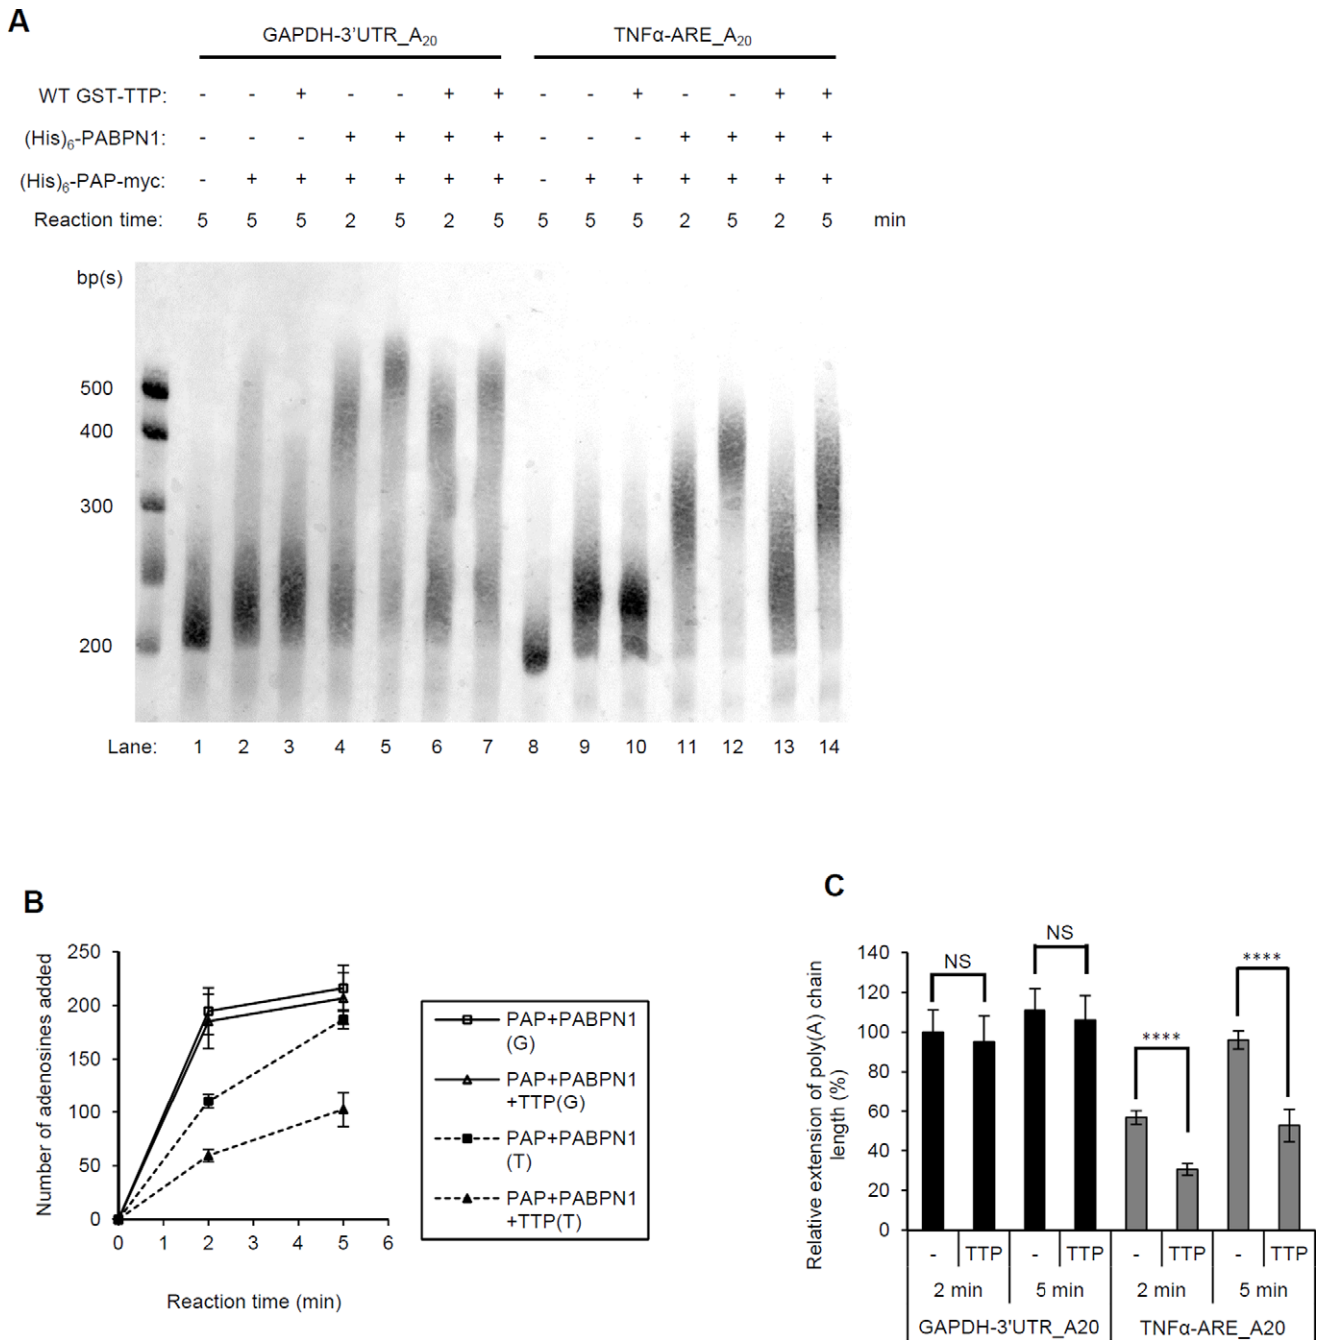 A
GAPDH-3'UTR_A20 TNFα-ARE_A20
WT GST-TTP: - - + - - + + - - + - - + +
(His)6-PABPN1: - - - + + + + - - - + + + +
(His)6-PAP-myc: - + + + + + + - + + + + + +
Reaction time: 5 5 5 2 5 2 5 5 5 5 2 5 2 5 min
bp(s)
500
400
300
200
Lane: 1 2 3 4 5 6 7 8 9 10 11 12 13 14
B
Number of adenosines added
250
200
150
100
50
0
0 1 2 3 4 5 6
Reaction time (min)
PAP+PABPN1
(G)
PAP+PABPN1
+TTP(G)
PAP+PABPN1
(T)
PAP+PABPN1
+TTP(T)
C
Relative extension of poly(A) chain
length (%)
140
120
100
80
60
40
20
0
NS NS **** ****
- TTP - TTP - TTP - TTP
2 min 5 min 2 min 5 min
GAPDH-3'UTR_A20 TNFα-ARE_A20